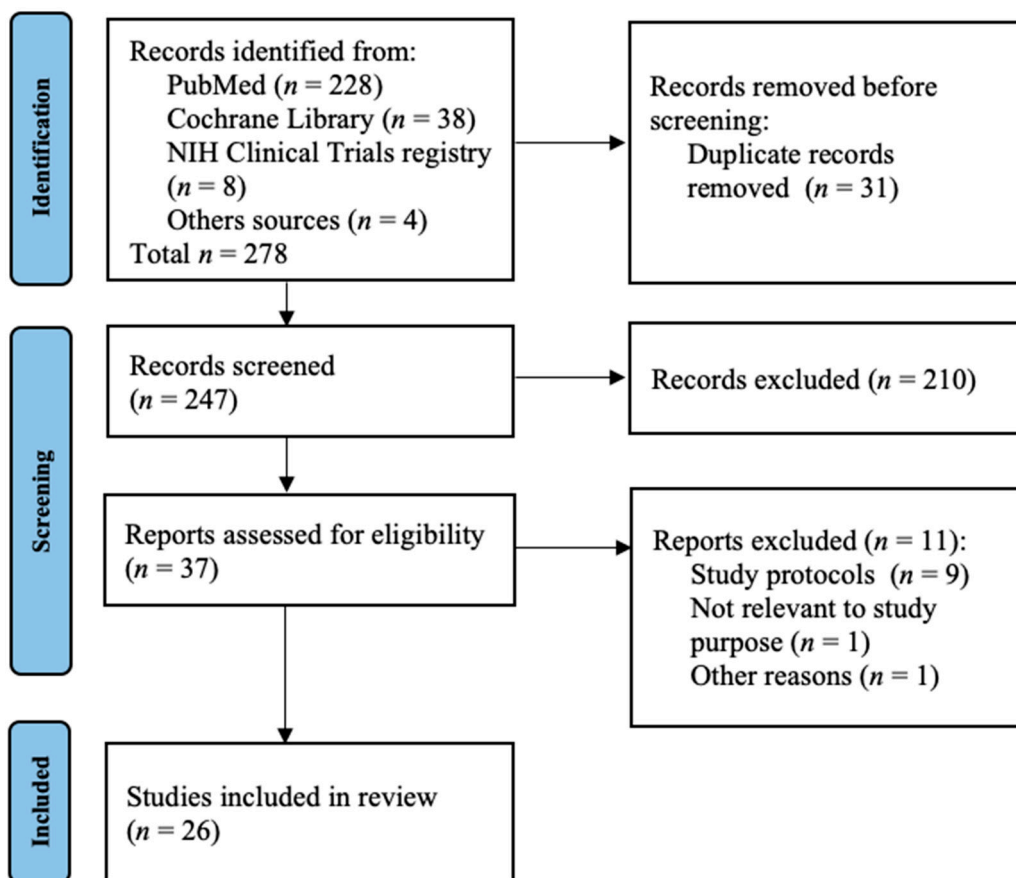 Identification
Records identified from:
PubMed (n = 228)
Cochrane Library (n = 38)
NIH Clinical Trials registry
(n = 8)
Others sources (n = 4)
Total n = 278
Records removed before
screening:
Duplicate records
removed (n = 31)
Screening
Records screened
(n = 247)
Records excluded (n = 210)
Reports assessed for eligibility
(n = 37)
Reports excluded (n = 11):
Study protocols (n = 9)
Not relevant to study
purpose (n = 1)
Other reasons (n = 1)
Included
Studies included in review
(n = 26)